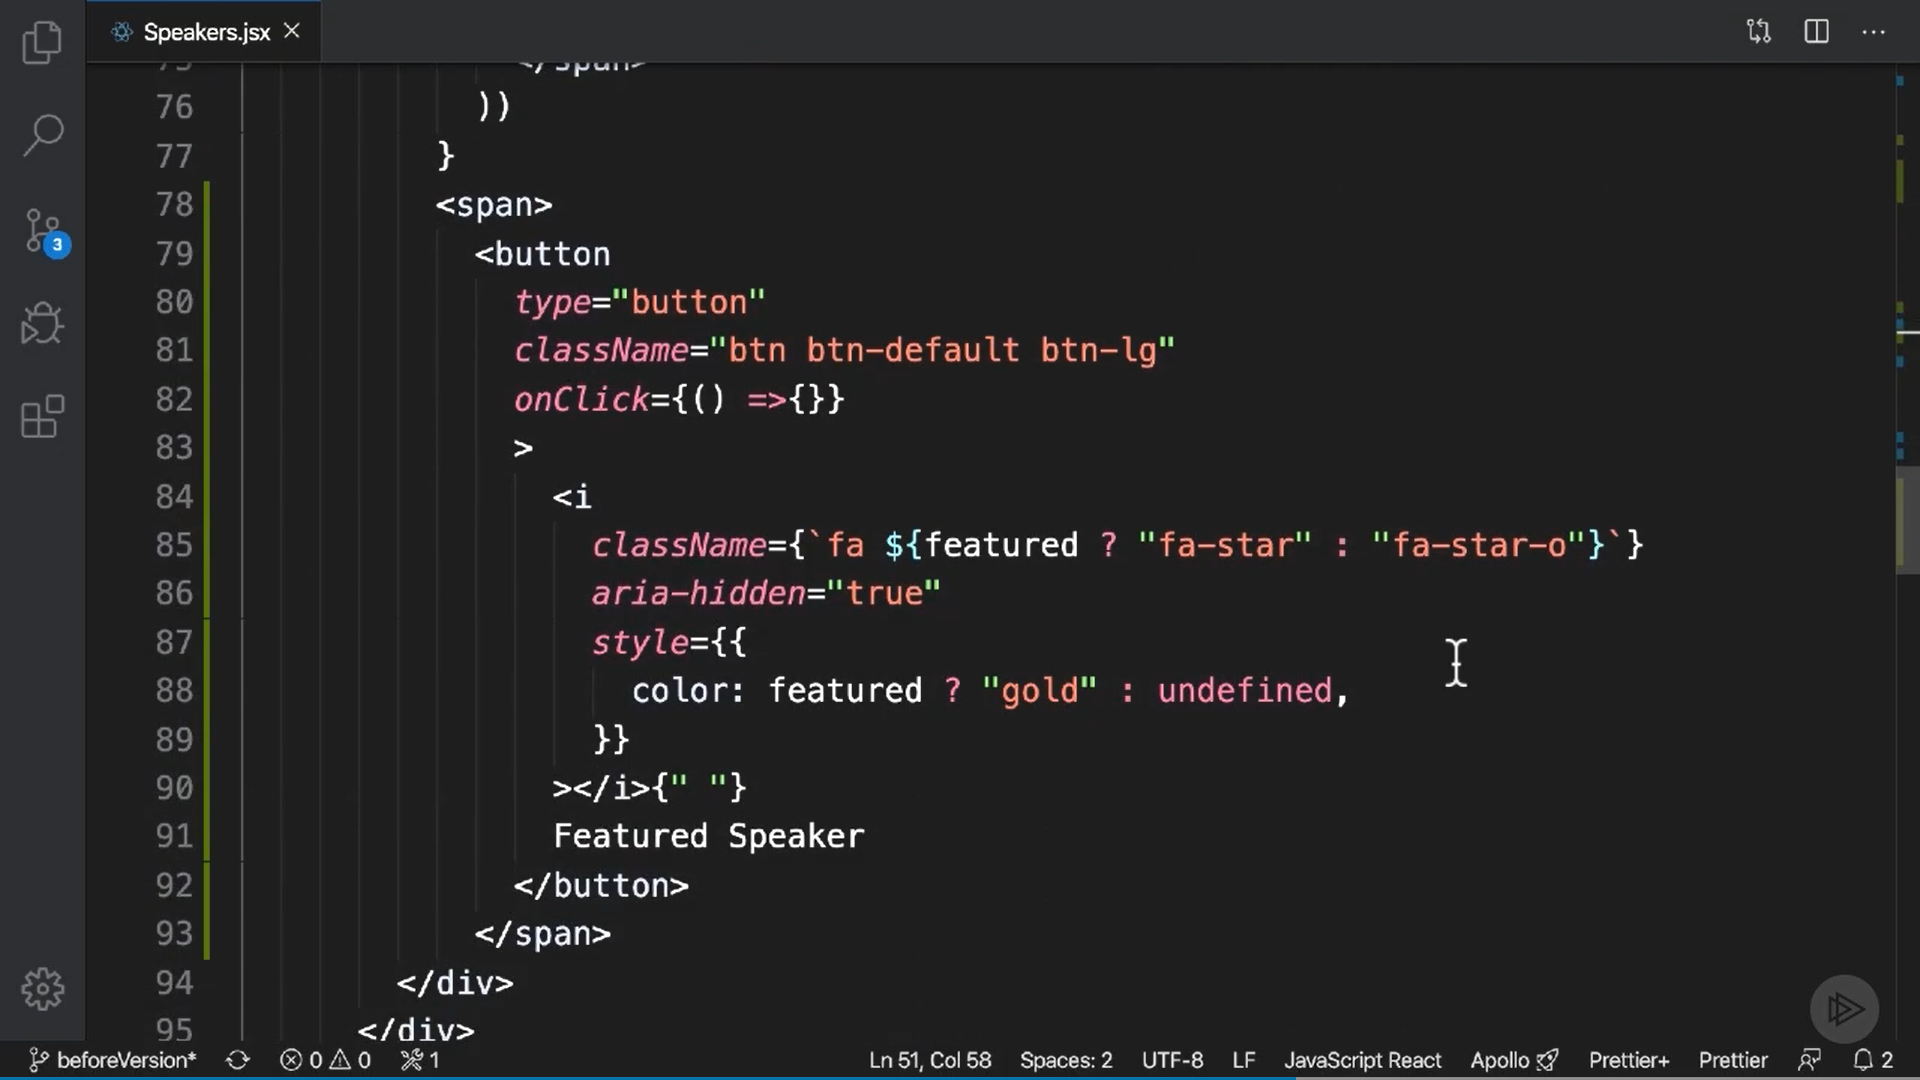 Speakers.jsx
75 </span>
76 ))
77 }
78 <span>
79 <button
80 type="button"
81 className="btn btn-default btn-lg"
82 onClick={() =>{}}
83 >
84 <i
85 className={`fa ${featured ? "fa-star" : "fa-star-o"}`}
86 aria-hidden="true"
87 style={{
88 color: featured ? "gold" : undefined,
89 }}
90 ></i>{" "}
91 Featured Speaker
92 </button>
93 </span>
94 </div>
95 </div>
3
beforeVersion* 0 0 1 Ln 51, Col 58 Spaces: 2 UTF-8 LF JavaScript React Apollo Prettier+ Prettier 2